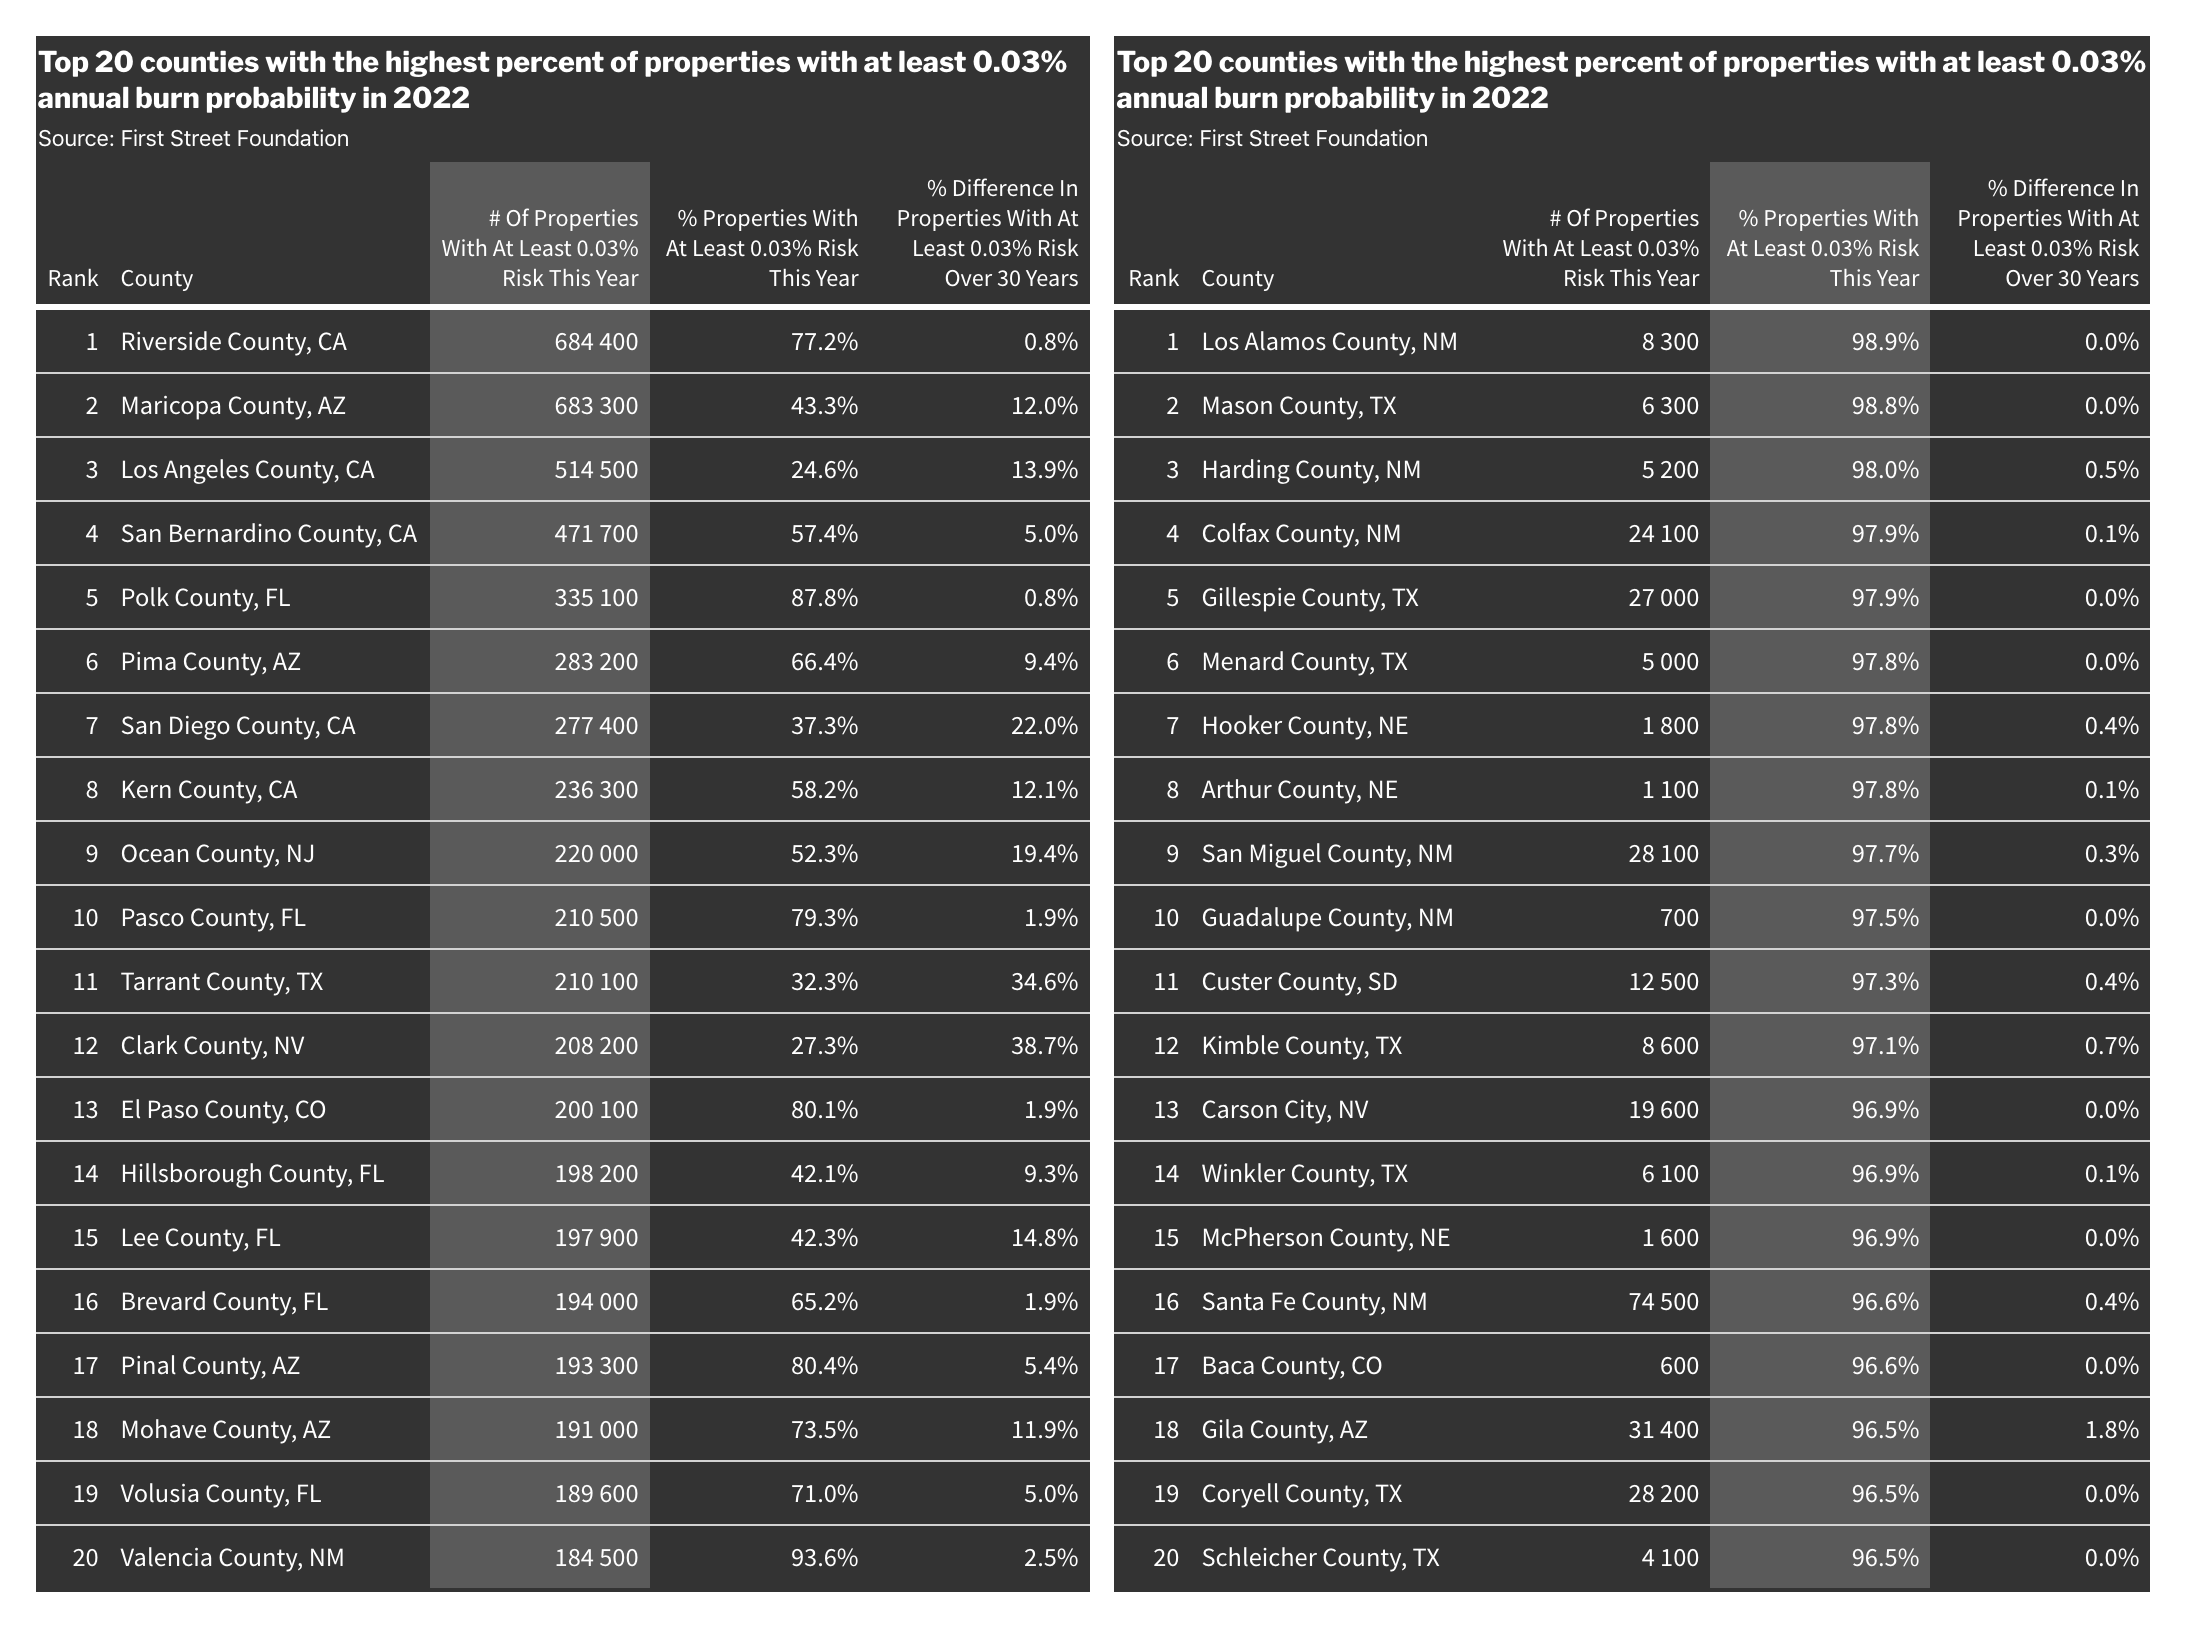 Top 20 counties with the highest percent of properties with at least 0.03%
annual burn probability in 2022
Source: First Street Foundation
% Difference In
# Of Properties % Properties With Properties With At
With At Least 0.03% At Least 0.03% Risk Least 0.03% Risk
Rank County Risk This Year This Year Over 30 Years
1 Riverside County, CA 684 400 77.2% 0.8%
2 Maricopa County, AZ 683 300 43.3% 12.0%
3 Los Angeles County, CA 514 500 24.6% 13.9%
4 San Bernardino County, CA 471 700 57.4% 5.0%
5 Polk County, FL 335 100 87.8% 0.8%
6 Pima County, AZ 283 200 66.4% 9.4%
7 San Diego County, CA 277 400 37.3% 22.0%
8 Kern County, CA 236 300 58.2% 12.1%
9 Ocean County, NJ 220 000 52.3% 19.4%
10 Pasco County, FL 210 500 79.3% 1.9%
11 Tarrant County, TX 210 100 32.3% 34.6%
12 Clark County, NV 208 200 27.3% 38.7%
13 El Paso County, CO 200 100 80.1% 1.9%
14 Hillsborough County, FL 198 200 42.1% 9.3%
15 Lee County, FL 197 900 42.3% 14.8%
16 Brevard County, FL 194 000 65.2% 1.9%
17 Pinal County, AZ 193 300 80.4% 5.4%
18 Mohave County, AZ 191 000 73.5% 11.9%
19 Volusia County, FL 189 600 71.0% 5.0%
20 Valencia County, NM 184 500 93.6% 2.5%
Top 20 counties with the highest percent of properties with at least 0.03%
annual burn probability in 2022
Source: First Street Foundation
% Difference In
# Of Properties % Properties With Properties With At
With At Least 0.03% At Least 0.03% Risk Least 0.03% Risk
Rank County Risk This Year This Year Over 30 Years
1 Los Alamos County, NM 8 300 98.9% 0.0%
2 Mason County, TX 6 300 98.8% 0.0%
3 Harding County, NM 5 200 98.0% 0.5%
4 Colfax County, NM 24 100 97.9% 0.1%
5 Gillespie County, TX 27 000 97.9% 0.0%
6 Menard County, TX 5 000 97.8% 0.0%
7 Hooker County, NE 1 800 97.8% 0.4%
8 Arthur County, NE 1 100 97.8% 0.1%
9 San Miguel County, NM 28 100 97.7% 0.3%
10 Guadalupe County, NM 700 97.5% 0.0%
11 Custer County, SD 12 500 97.3% 0.4%
12 Kimble County, TX 8 600 97.1% 0.7%
13 Carson City, NV 19 600 96.9% 0.0%
14 Winkler County, TX 6 100 96.9% 0.1%
15 McPherson County, NE 1 600 96.9% 0.0%
16 Santa Fe County, NM 74 500 96.6% 0.4%
17 Baca County, CO 600 96.6% 0.0%
18 Gila County, AZ 31 400 96.5% 1.8%
19 Coryell County, TX 28 200 96.5% 0.0%
20 Schleicher County, TX 4 100 96.5% 0.0%